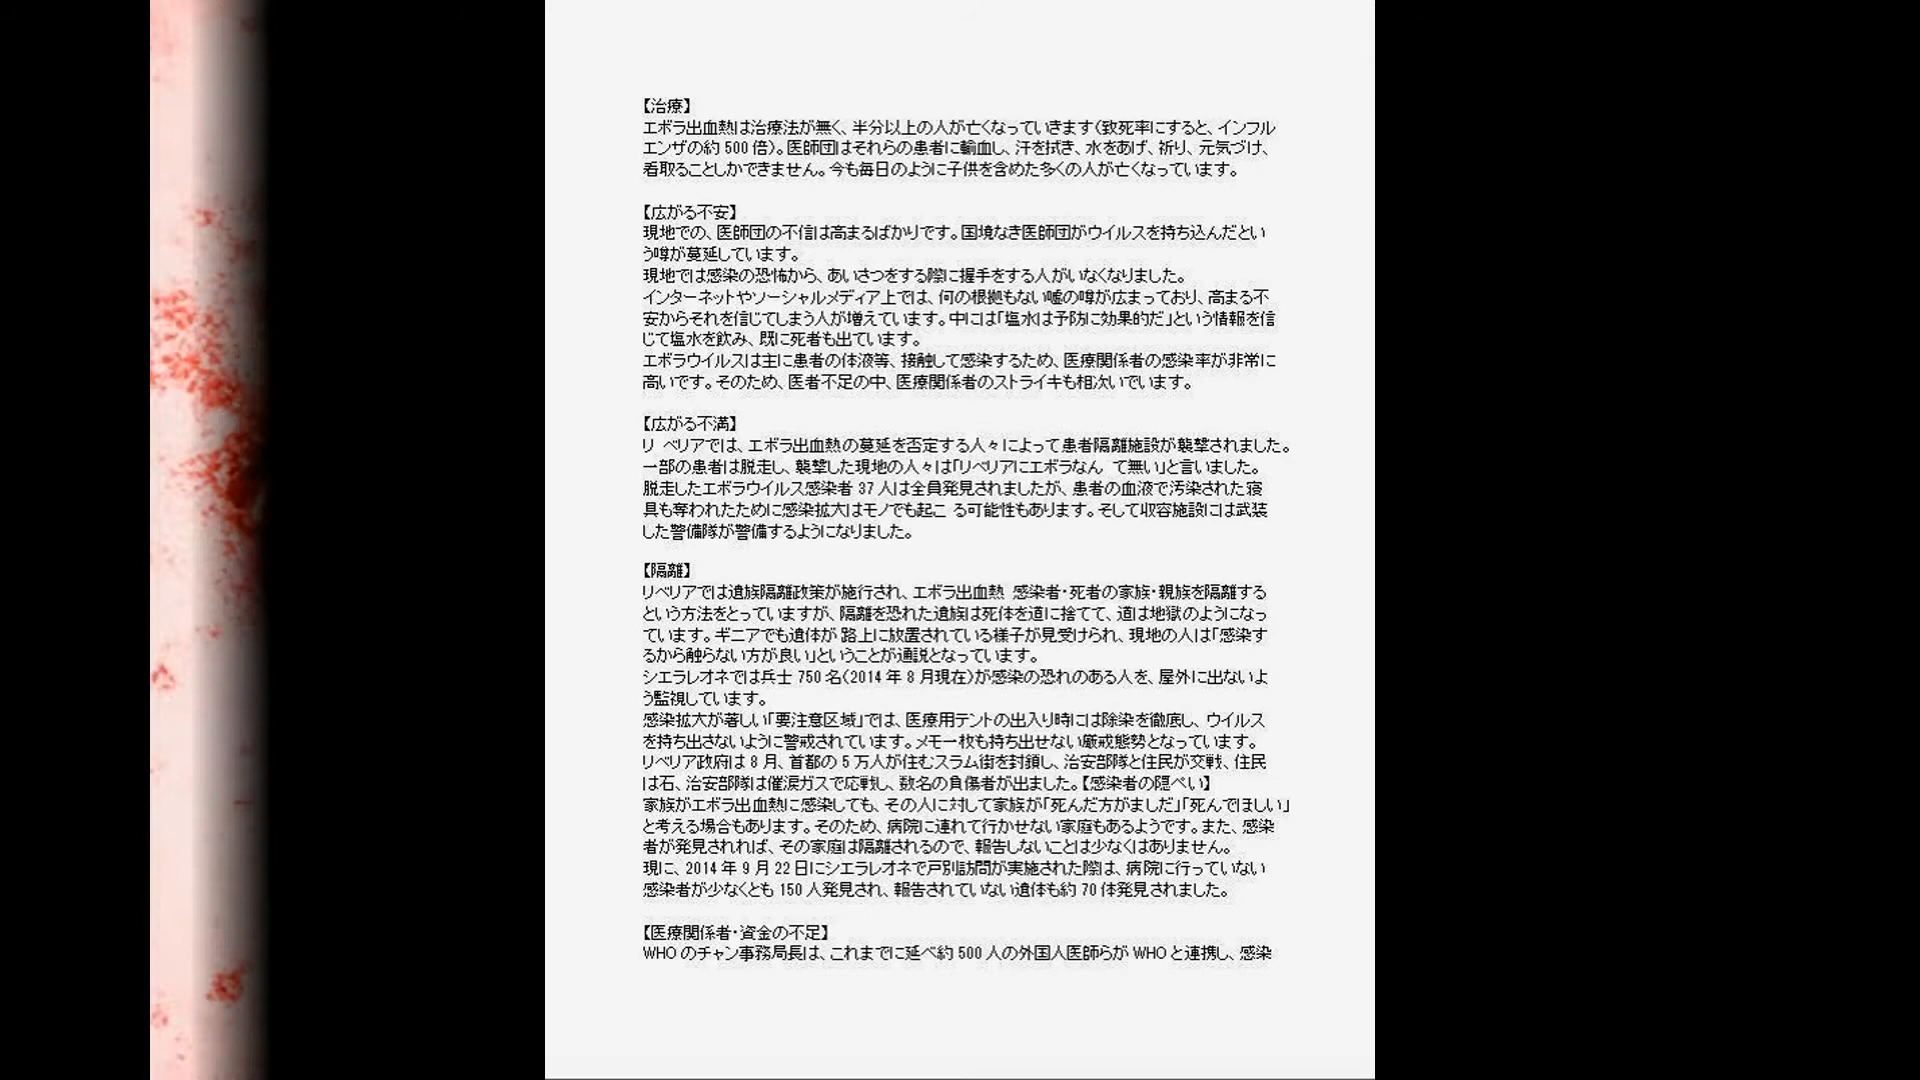 【治療】
エボラ出血熱は治療法が無く、半分以上の人が亡くなっていきます（致死率にすると、インフル
エンザの約 500 倍）。医師団はそれらの患者に輸血し、汗を拭き、水をあげ、祈り、元気づけ、
看取ることしかできません。今も毎日のように子供を含めた多くの人が亡くなっています。
【広がる不安】
現地での、医師団の不信は高まるばかりです。国境なき医師団がウイルスを持ち込んだとい
う噂が蔓延しています。
現地では感染の恐怖から、あいさつをする際に握手をする人がいなくなりました。
インターネットやソーシャルメディア上では、何の根拠もない嘘の噂が広まっており、高まる不
安からそれを信じてしまう人が増えています。中には「塩水は予防に効果的だ」という情報を信
じて塩水を飲み、既に死者も出ています。
エボラウイルスは主に患者の体液等、接触して感染するため、医療関係者の感染率が非常に
高いです。そのため、医者不足の中、医療関係者のストライキも相次いでいます。
【広がる不満】
リ ベリアでは、エボラ出血熱の蔓延を否定する人々によって患者隔離施設が襲撃されました。
一部の患者は脱走し、襲撃した現地の人々は「リベリアにエボラなん て無い」と言いました。
脱走したエボラウイルス感染者 37 人は全員発見されましたが、患者の血液で汚染された寝
具も奪われたために感染拡大はモノでも起こ る可能性もあります。そして収容施設には武装
した警備隊が警備するようになりました。
【隔離】
リベリアでは遺族隔離政策が施行され、エボラ出血熱 感染者・死者の家族・親族を隔離する
という方法をとっていますが、隔離を恐れた遺族は死体を道に捨てて、道は地獄のようになっ
ています。ギニアでも遺体が 路上に放置されている様子が見受けられ、現地の人は「感染す
るから触らない方が良い」ということが通説となっています。
シエラレオネでは兵士 750 名（2014 年 8 月現在）が感染の恐れのある人を、屋外に出ないよ
う監視しています。
感染拡大が著しい「要注意区域」では、医療用テントの出入り時には除染を徹底し、ウイルス
を持ち出さないように警戒されています。メモ一枚も持ち出せない厳戒態勢となっています。
リベリア政府は 8 月、首都の 5 万人が住むスラム街を封鎖し、治安部隊と住民が交戦、住民
は石、治安部隊は催涙ガスで応戦し、数名の負傷者が出ました。【感染者の隠ぺい】
家族がエボラ出血熱に感染しても、その人に対して家族が「死んだ方がましだ」「死んでほしい」
と考える場合もあります。そのため、病院に連れて行かせない家庭もあるようです。また、感染
者が発見されれば、その家庭は隔離されるので、報告しないことは少なくはありません。
現に、2014 年 9 月 22 日にシエラレオネで戸別訪問が実施された際は、病院に行っていない
感染者が少なくとも 150 人発見され、報告されていない遺体も約 70 体発見されました。
【医療関係者・資金の不足】
WHO のチャン事務局長は、これまでに延べ約 500 人の外国人医師らが WHO と連携し、感染